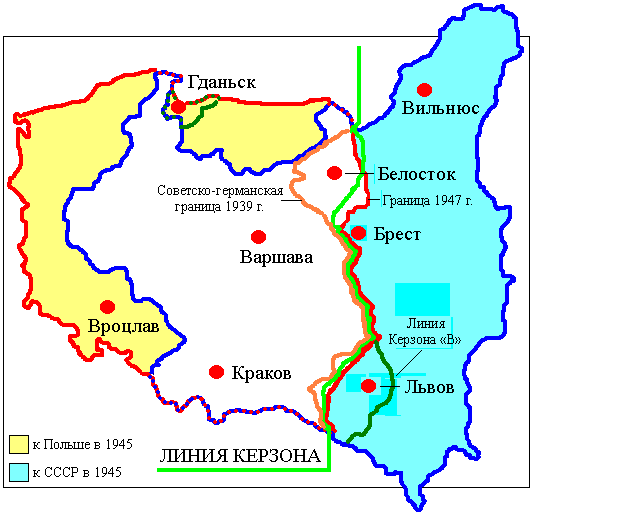 Гданьск
Вильнюс
Белосток
Советско-германская
граница 1939 г.
Граница 1947 г.
Брест
Варшава
Вроцлав
Линия
Керзона «В»
Краков
Львов
к Польше в 1945
ЛИНИЯ КЕРЗОНА
к СССР в 1945